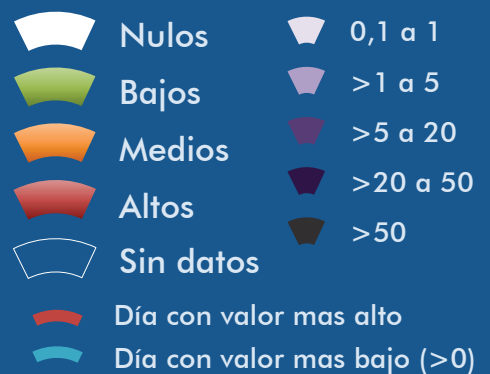 Nulos
Bajos
Medios
Altos
Sin datos
0,1 a 1
>1 a 5
>5 a 20
>20 a 50
>50
Día con valor mas alto
Día con valor mas bajo (>0)